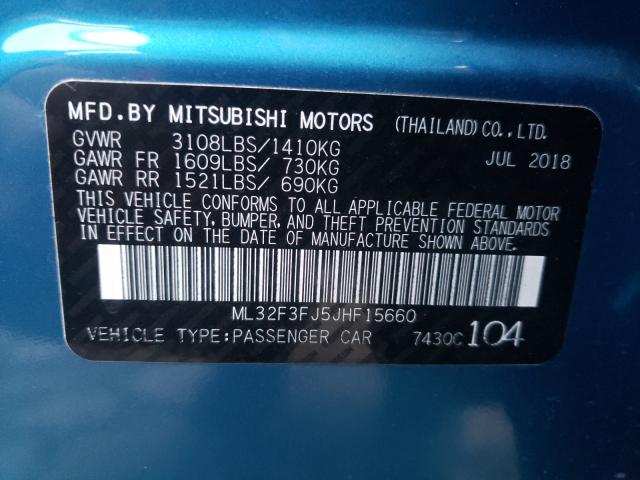 MFD.BY MITSUBISHI MOTORS (THAILAND) CO.,LTD.
GVWR 3108LBS/1410KG JUL 2018
GAWR FR 1609LBS/ 730KG
GAWR RR 1521LBS/ 690KG
THIS VEHICLE CONFORMS TO ALL APPLICABLE FEDERAL MOTOR
VEHICLE SAFETY, BUMPER, AND THEFT PREVENTION STANDARDS
IN EFFECT ON THE DATE OF MANUFACTURE SHOWN ABOVE.
ML32F3FJ5JHF15660
VEHICLE TYPE:PASSENGER CAR 7430C 104